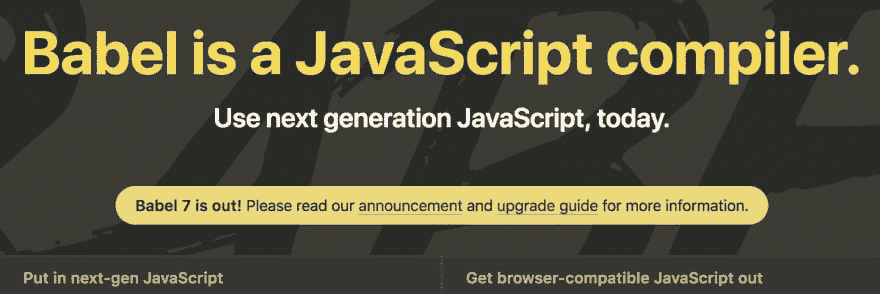 Babel is a JavaScript compiler.
Use next generation JavaScript, today.
Babel 7 is out! Please read our announcement and upgrade guide for more information.
Put in next-gen JavaScript
Get browser-compatible JavaScript out